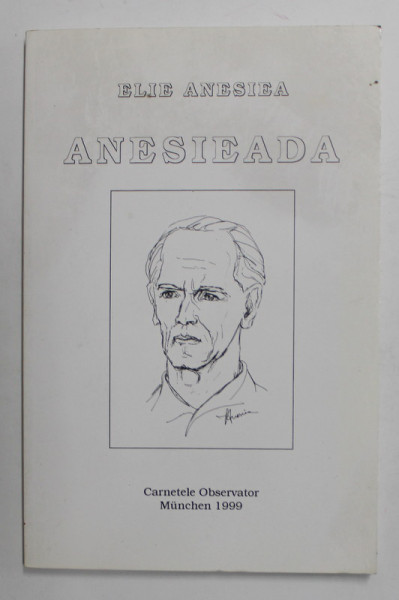 ELIE ANESIEA
ANESIEADA
Carnetele Observator
München 1999